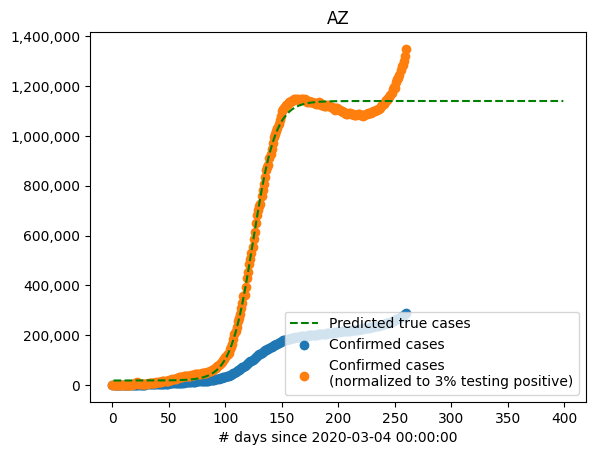 AZ
1,400,000
1,200,000
1,000,000
800,000
600,000
400,000
200,000
0
Predicted true cases
Confirmed cases
Confirmed cases
(normalized to 3% testing positive)
0 50 100 150 200 250 300 350 400
# days since 2020-03-04 00:00:00